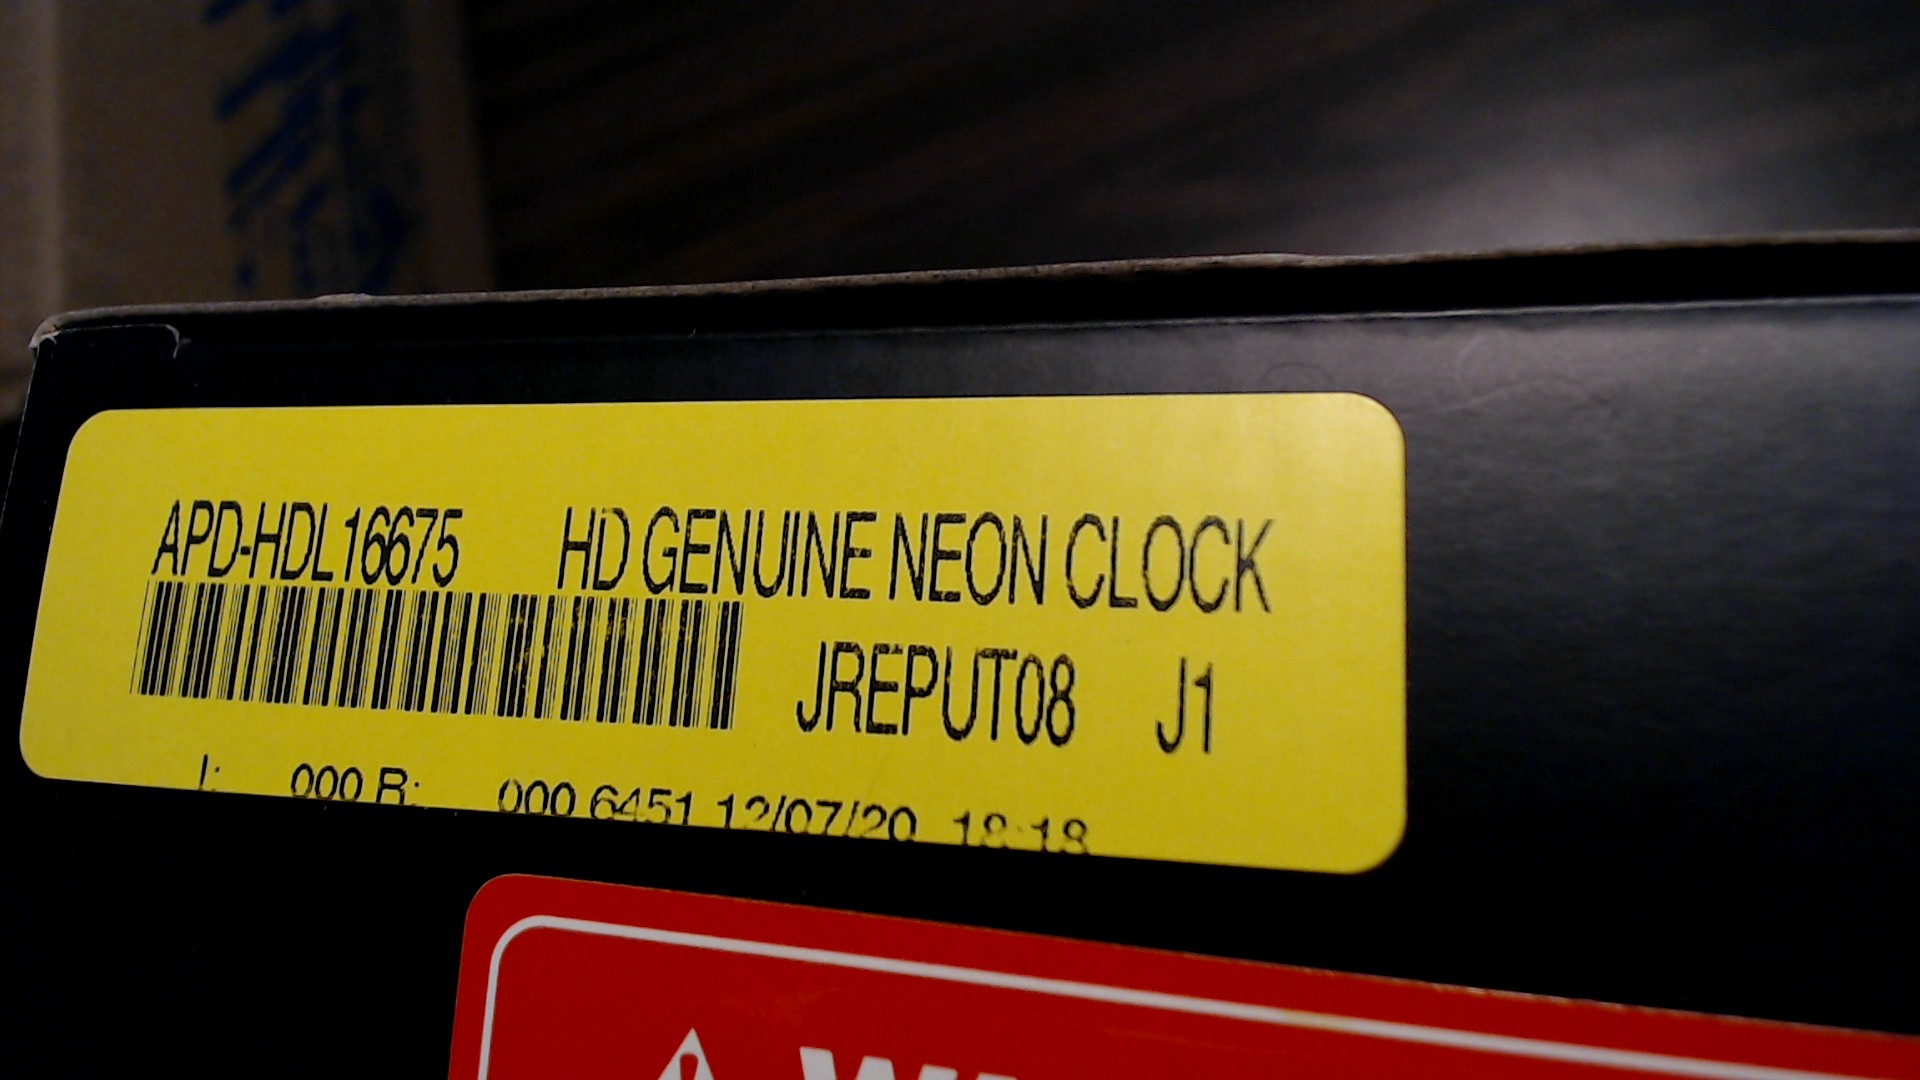 APD-HDL16675 HD GENUINE NEON CLOCK
JREPUT08 J1
I: 000 R: 000 6451 12/07/20 18:18